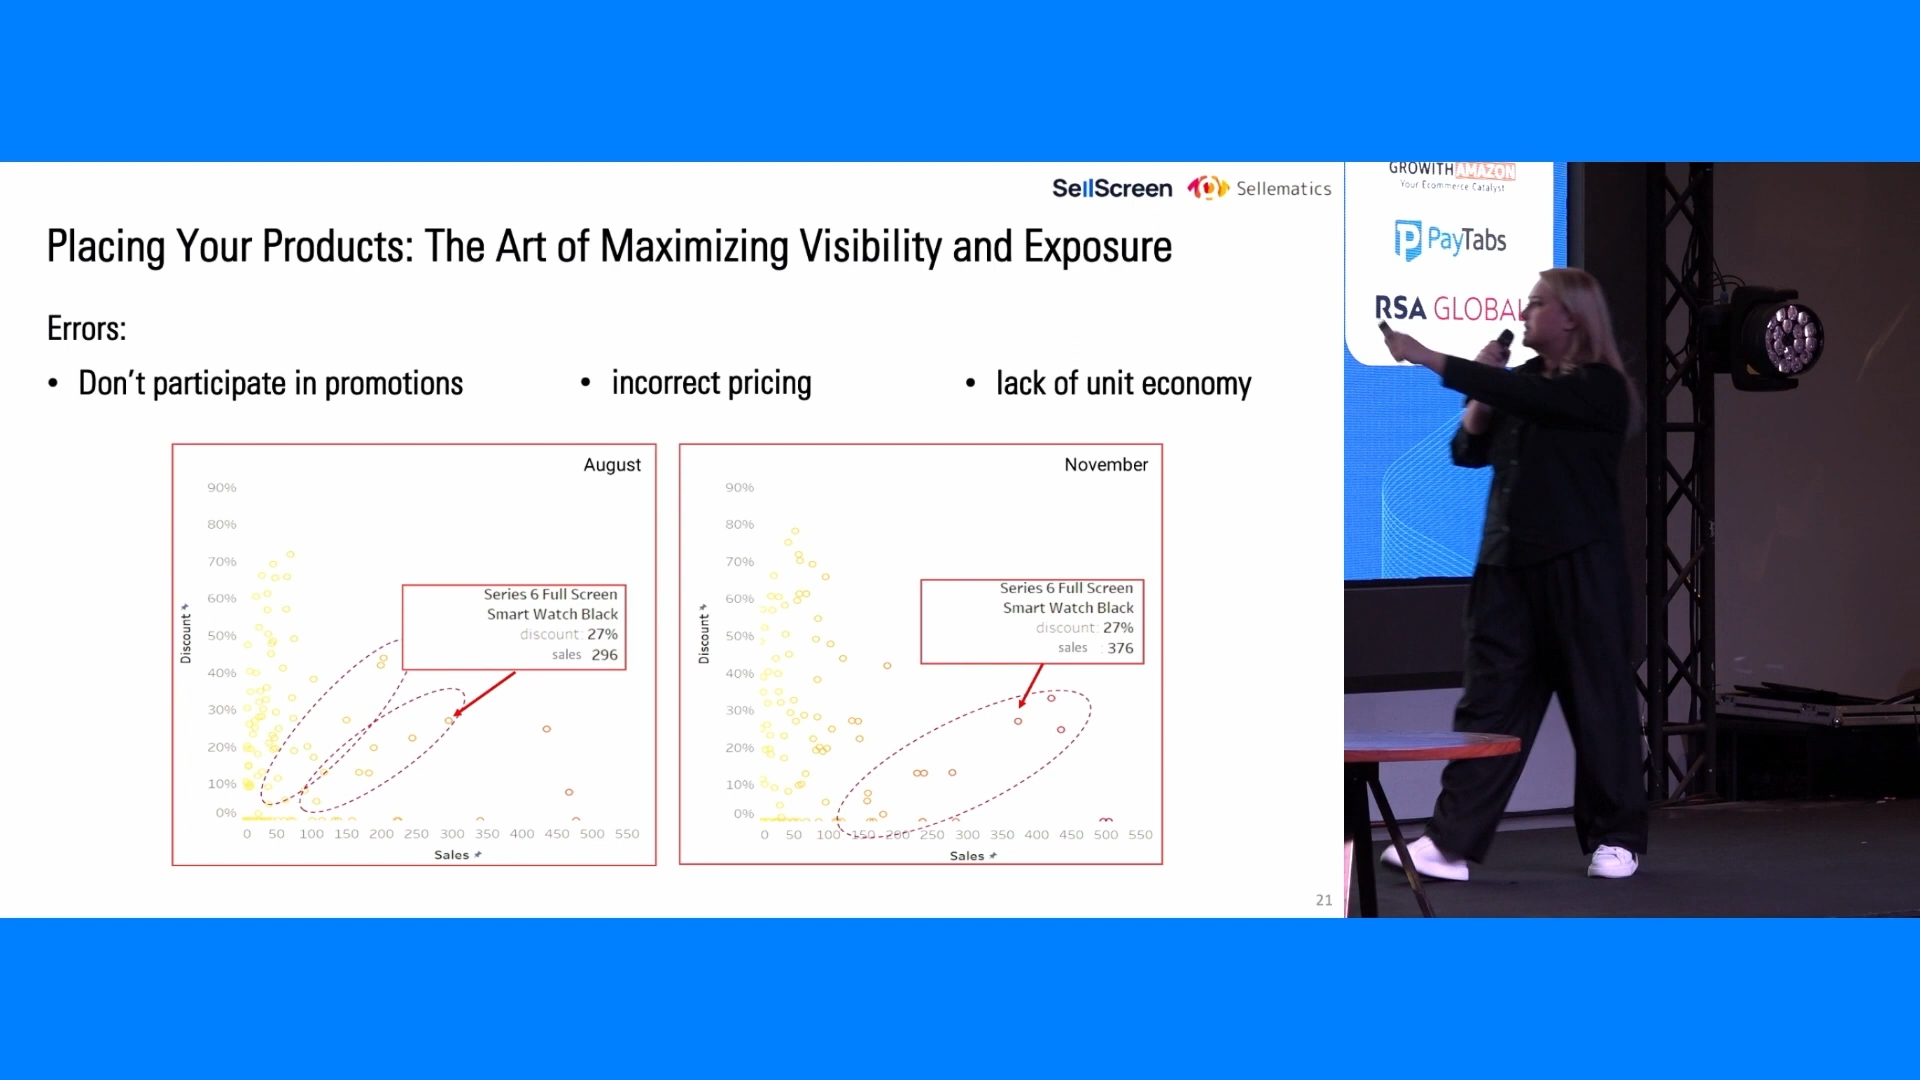 SellScreen Sellematics
Placing Your Products: The Art of Maximizing Visibility and Exposure
Errors:
• Don't participate in promotions
• incorrect pricing
• lack of unit economy
August
90%
80%
70%
60%
50%
40%
30%
20%
10%
0%
Discount
Series 6 Full Screen
Smart Watch Black
discount: 27%
sales 296
0 50 100 150 200 250 300 350 400 450 500 550
Sales
November
90%
80%
70%
60%
50%
40%
30%
20%
10%
0%
Discount
Series 6 Full Screen
Smart Watch Black
discount: 27%
sales : 376
0 50 100 150 200 250 300 350 400 450 500 550
Sales
21
GROWITHAMAZON
Your Ecommerce Catalyst
PayTabs
RSA GLOBAL